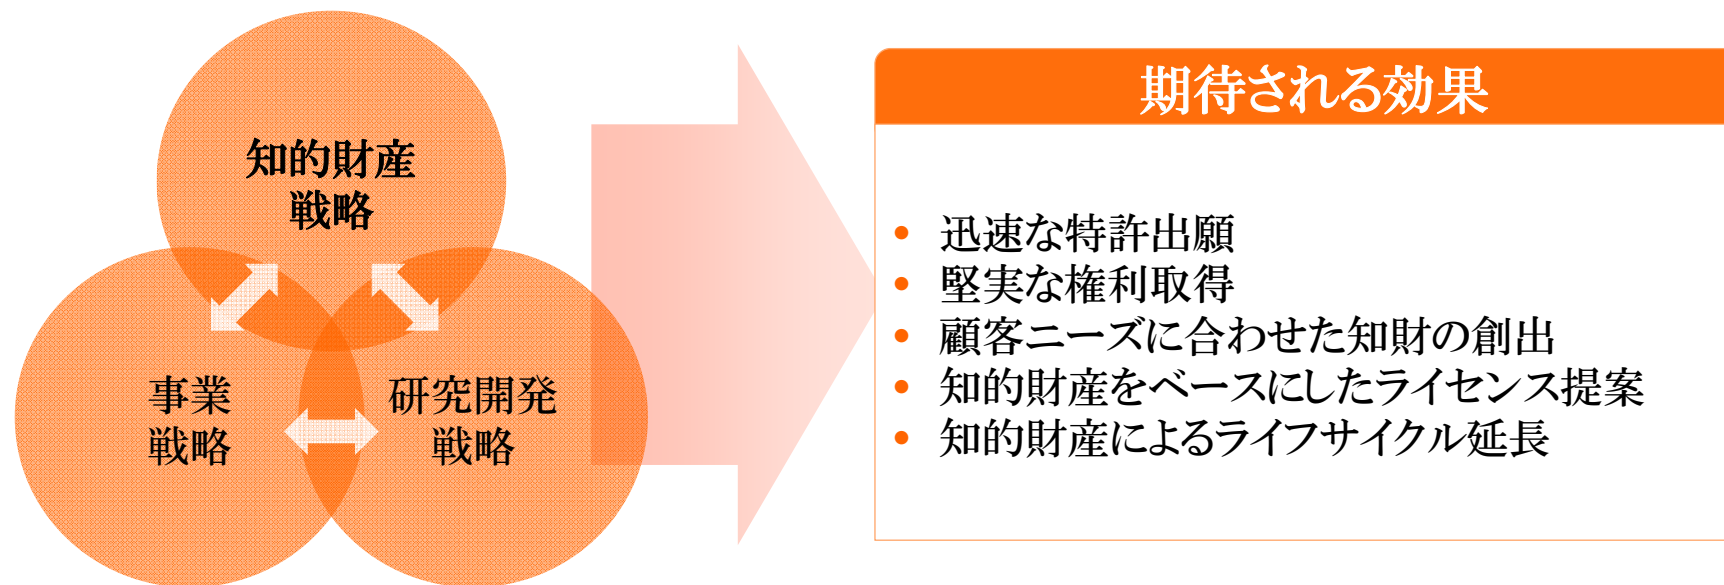 知的財産
戦略
事業
戦略
研究開発
戦略
期待される効果
• 迅速な特許出願
• 堅実な権利取得
• 顧客ニーズに合わせた知財の創出
• 知的財産をベースにしたライセンス提案
• 知的財産によるライフサイクル延長